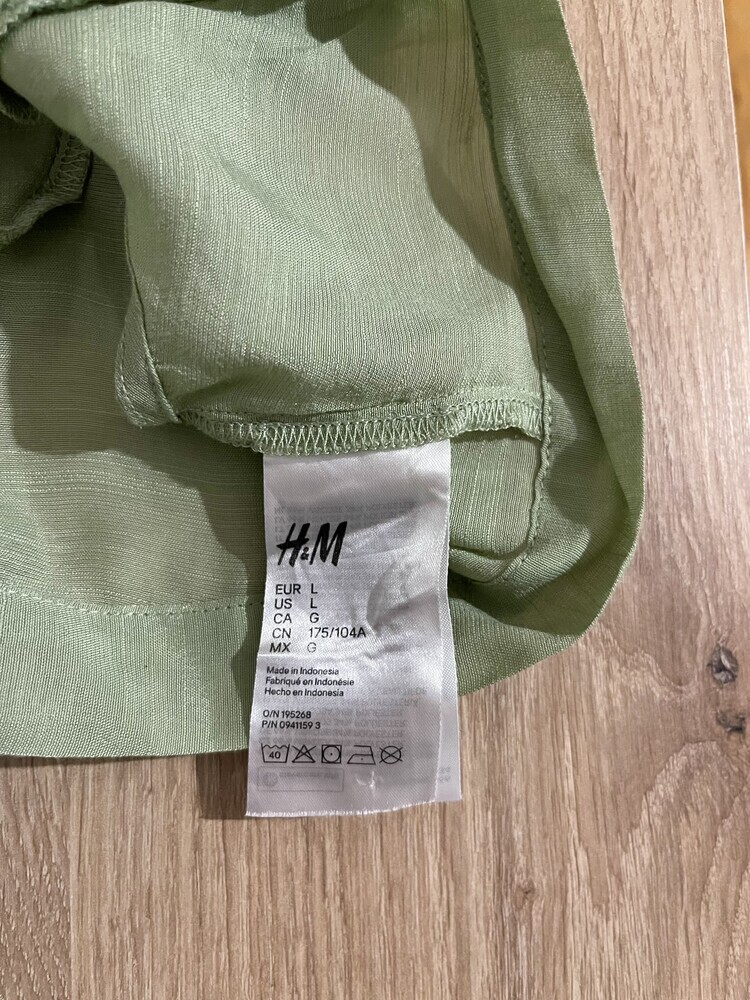 H&M
EUR L
US L
CA G
CN 175/104A
MX G
Made in Indonesia
Fabriqué en Indonésie
Hecho en Indonesia
O/N 195268
P/N 0941159 3
40